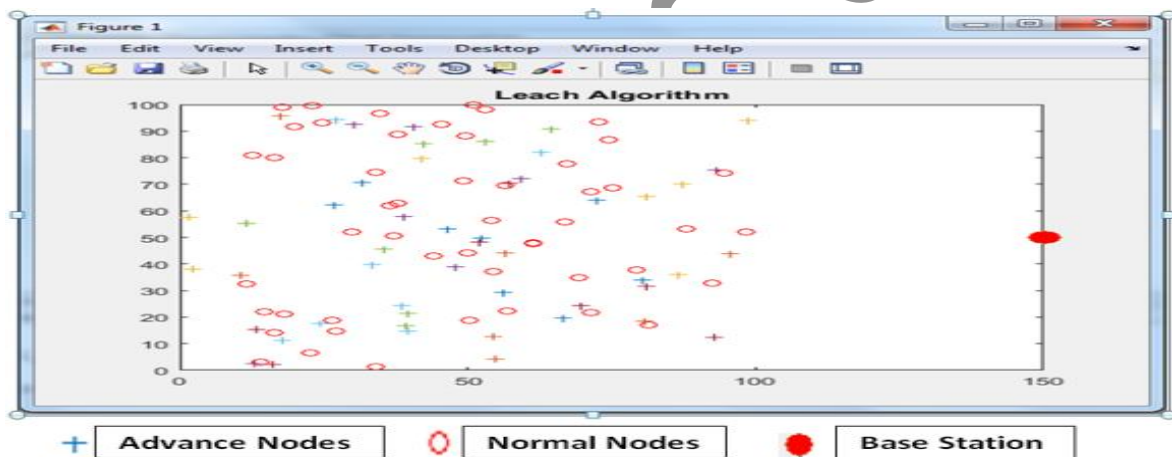 Figure 1
File Edit View Insert Tools Desktop Window Help
Leach Algorithm
100
90
80
70
60
50
40
30
20
10
0
0 50 100 150
Advance Nodes Normal Nodes Base Station